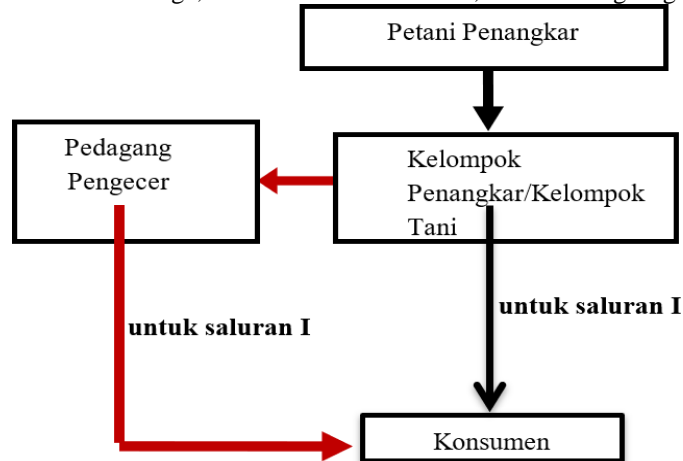 Petani Penangkar
Pedagang
Pengecer
Kelompok
Penangkar/Kelompok
Tani
untuk saluran I
untuk saluran I
Konsumen